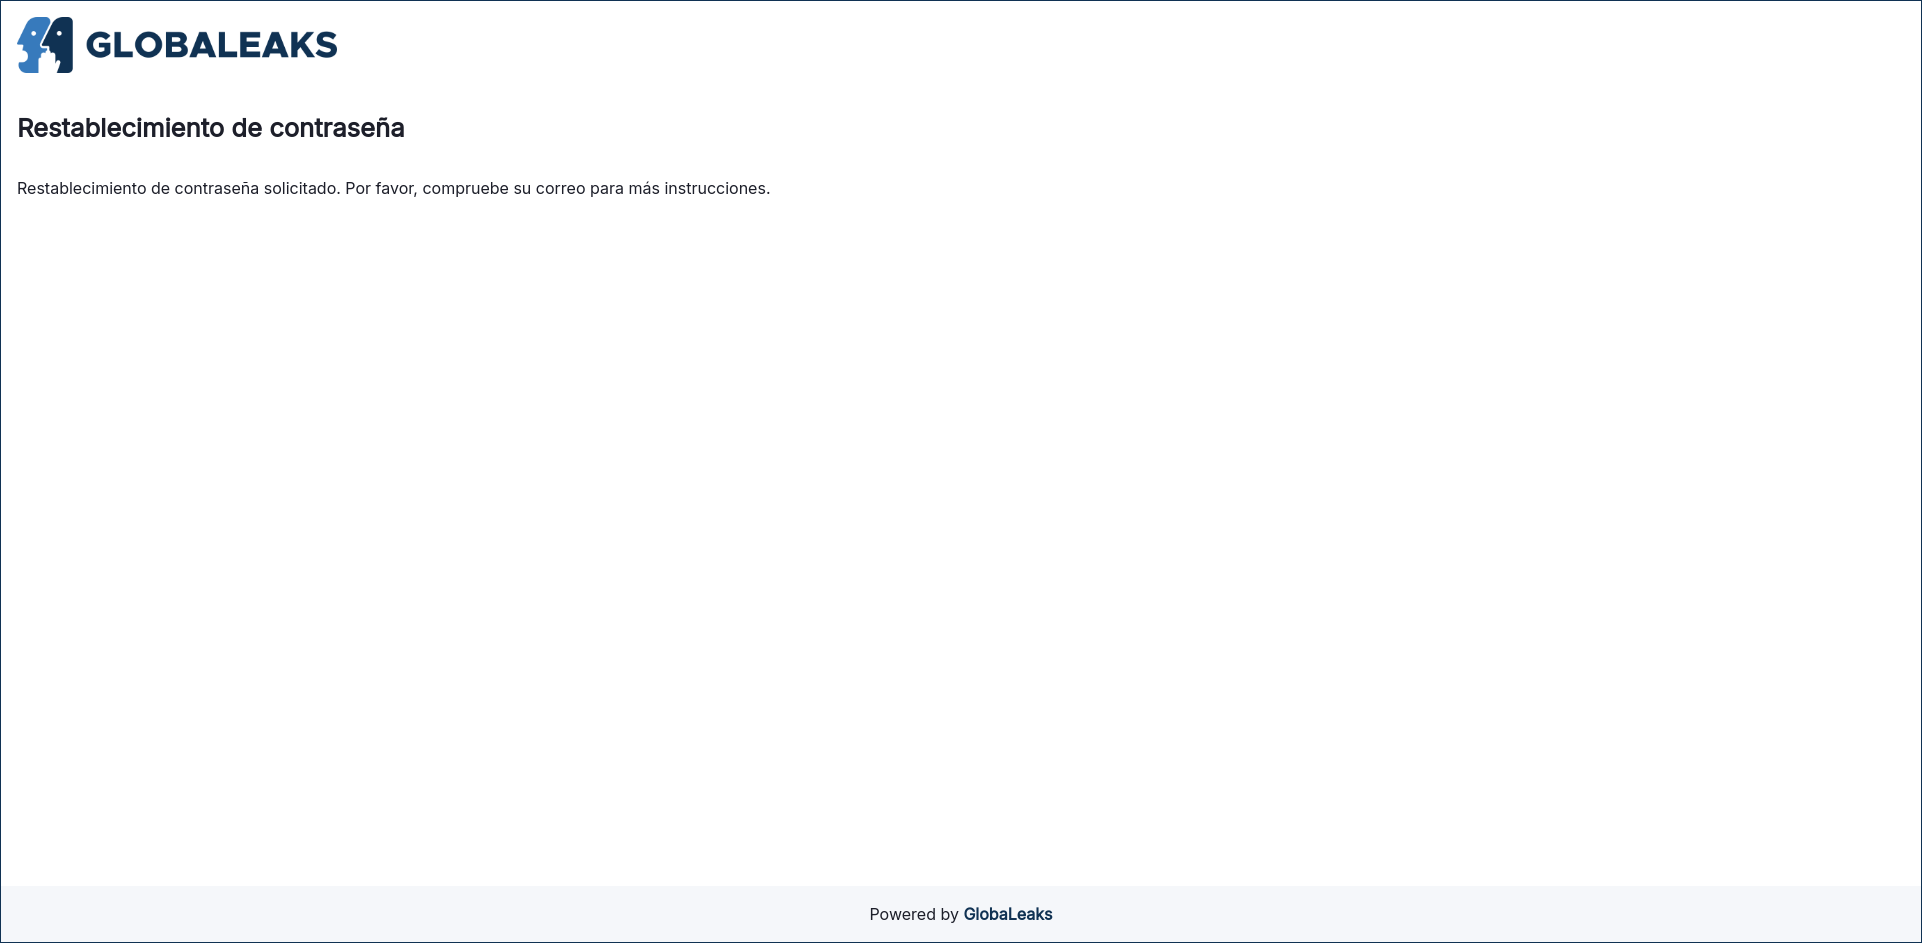 GLOBALEAKS
Restablecimiento de contraseña
Restablecimiento de contraseña solicitado. Por favor, compruebe su correo para más instrucciones.
Powered by GlobaLeaks